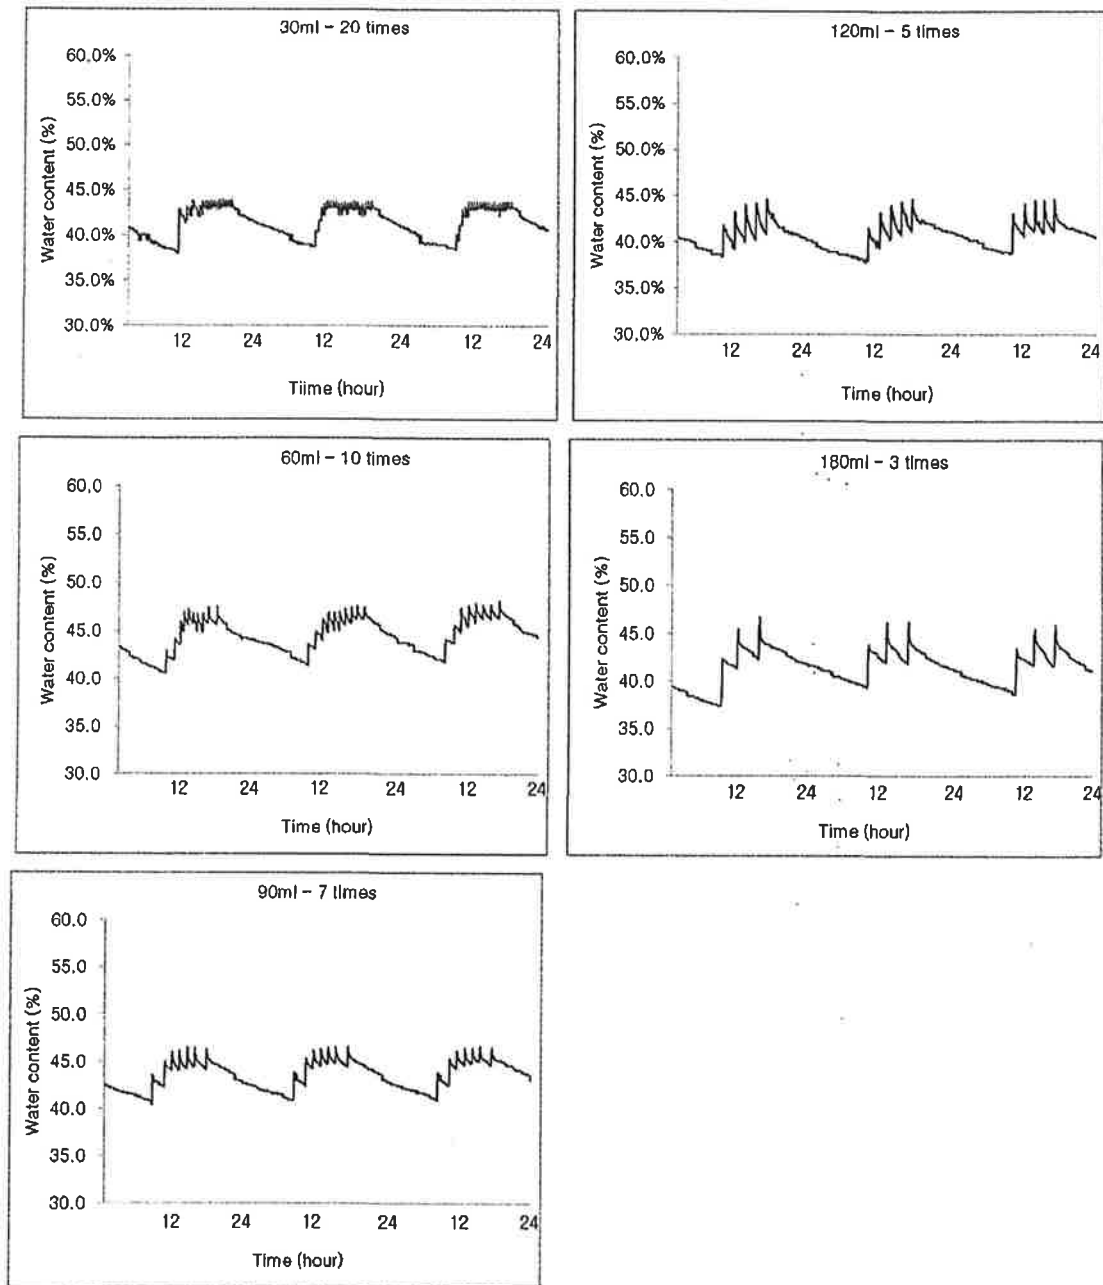 30ml - 20 times
60.0%
55.0%
50.0%
45.0%
40.0%
35.0%
30.0%
Water content (%)
12 24 12 24 12 24
Tiime (hour)
120ml - 5 times
60.0%
55.0%
50.0%
45.0%
40.0%
35.0%
30.0%
Water content (%)
12 24 12 24 12 24
Time (hour)
60ml - 10 times
60.0
55.0
50.0
45.0
40.0
35.0
30.0
Water content (%)
12 24 12 24 12 24
Time (hour)
180ml - 3 times
60.0
55.0
50.0
45.0
40.0
35.0
30.0
Water content (%)
12 24 12 24 12 24
Time (hour)
90ml - 7 times
60.0
55.0
50.0
45.0
40.0
35.0
30.0
Water content (%)
12 24 12 24 12 24
Time (hour)